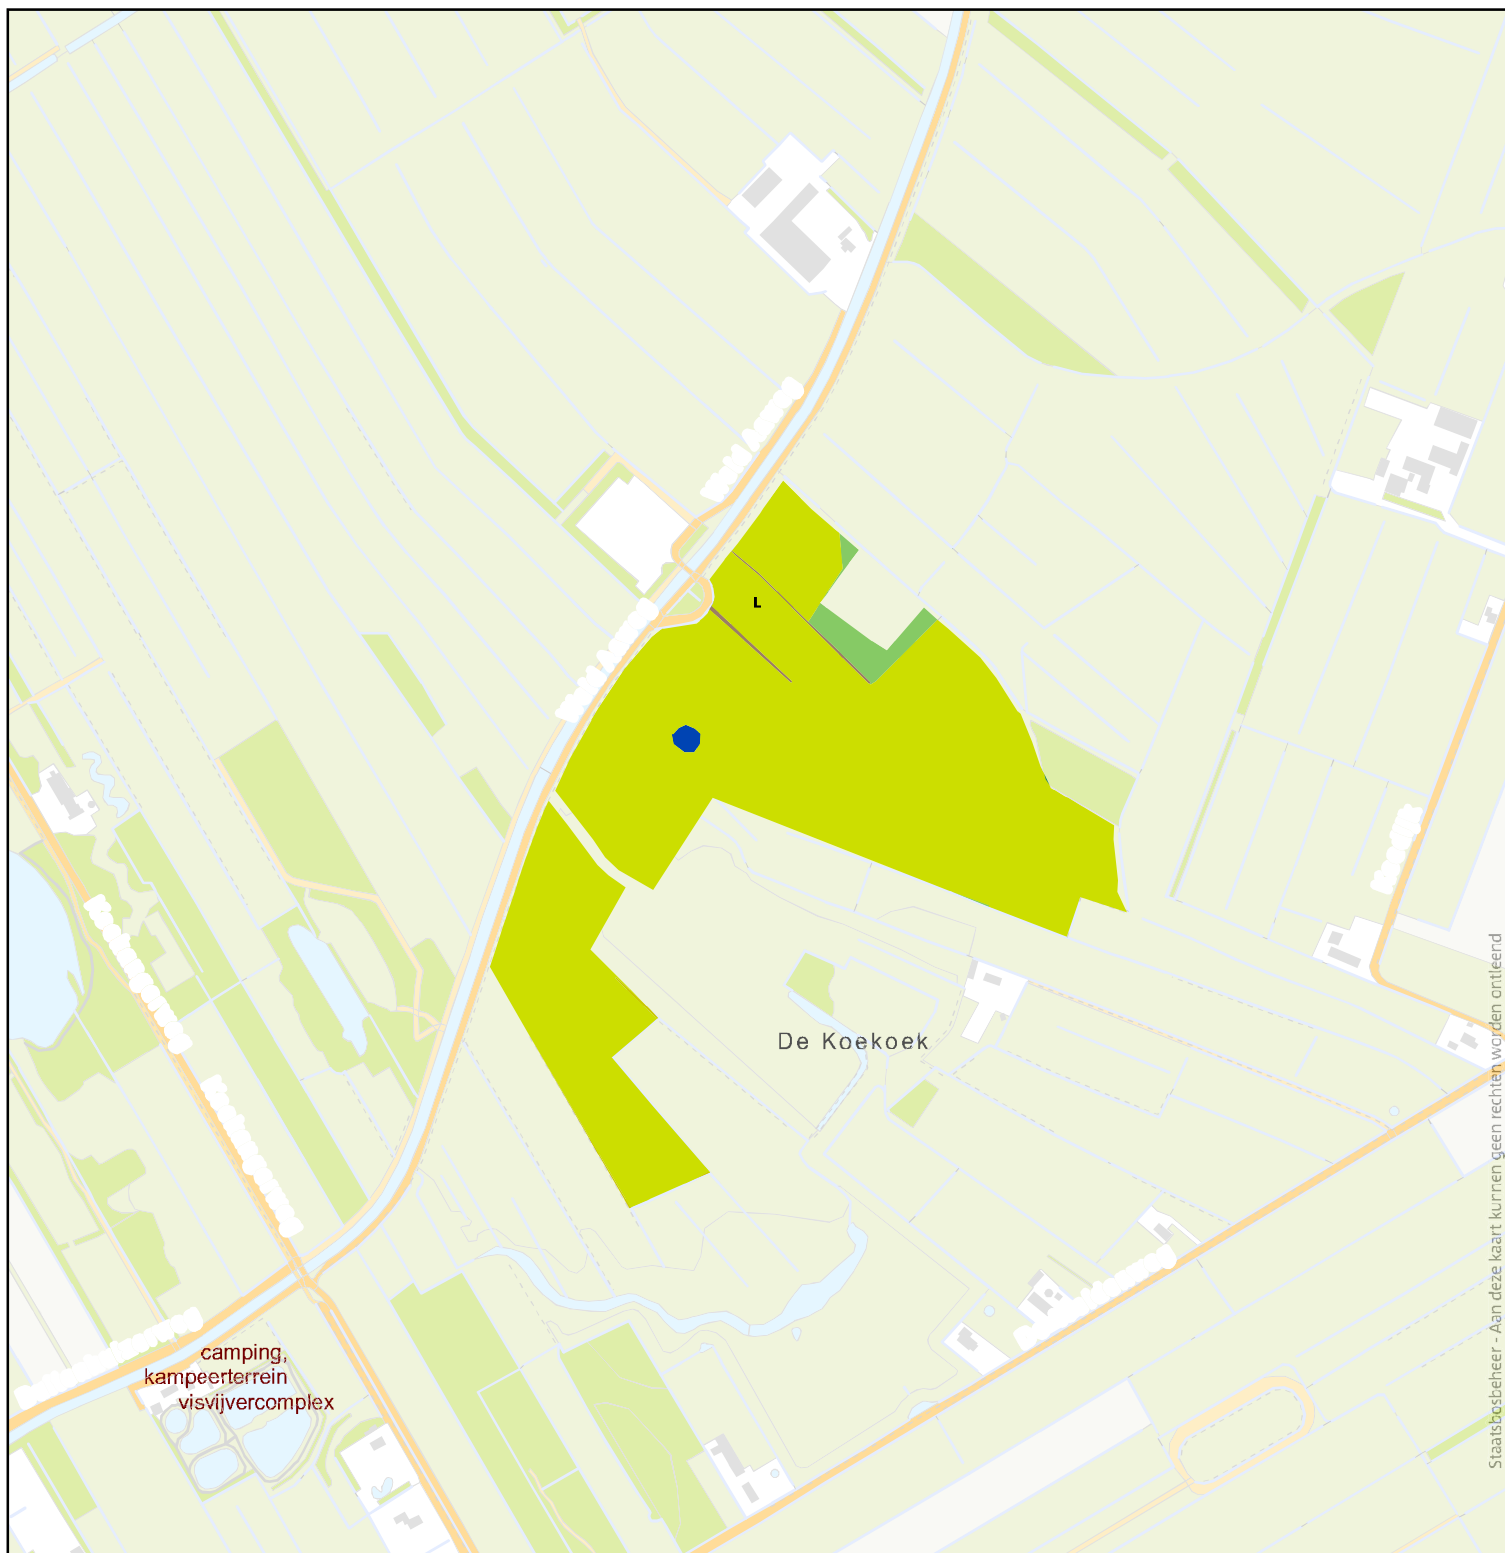 L
De Koekoek
camping,
kampeerterrein
visvijvercomplex
Staatsbosbeheer - Aan deze kaart kunnen geen rechten worden ontleend